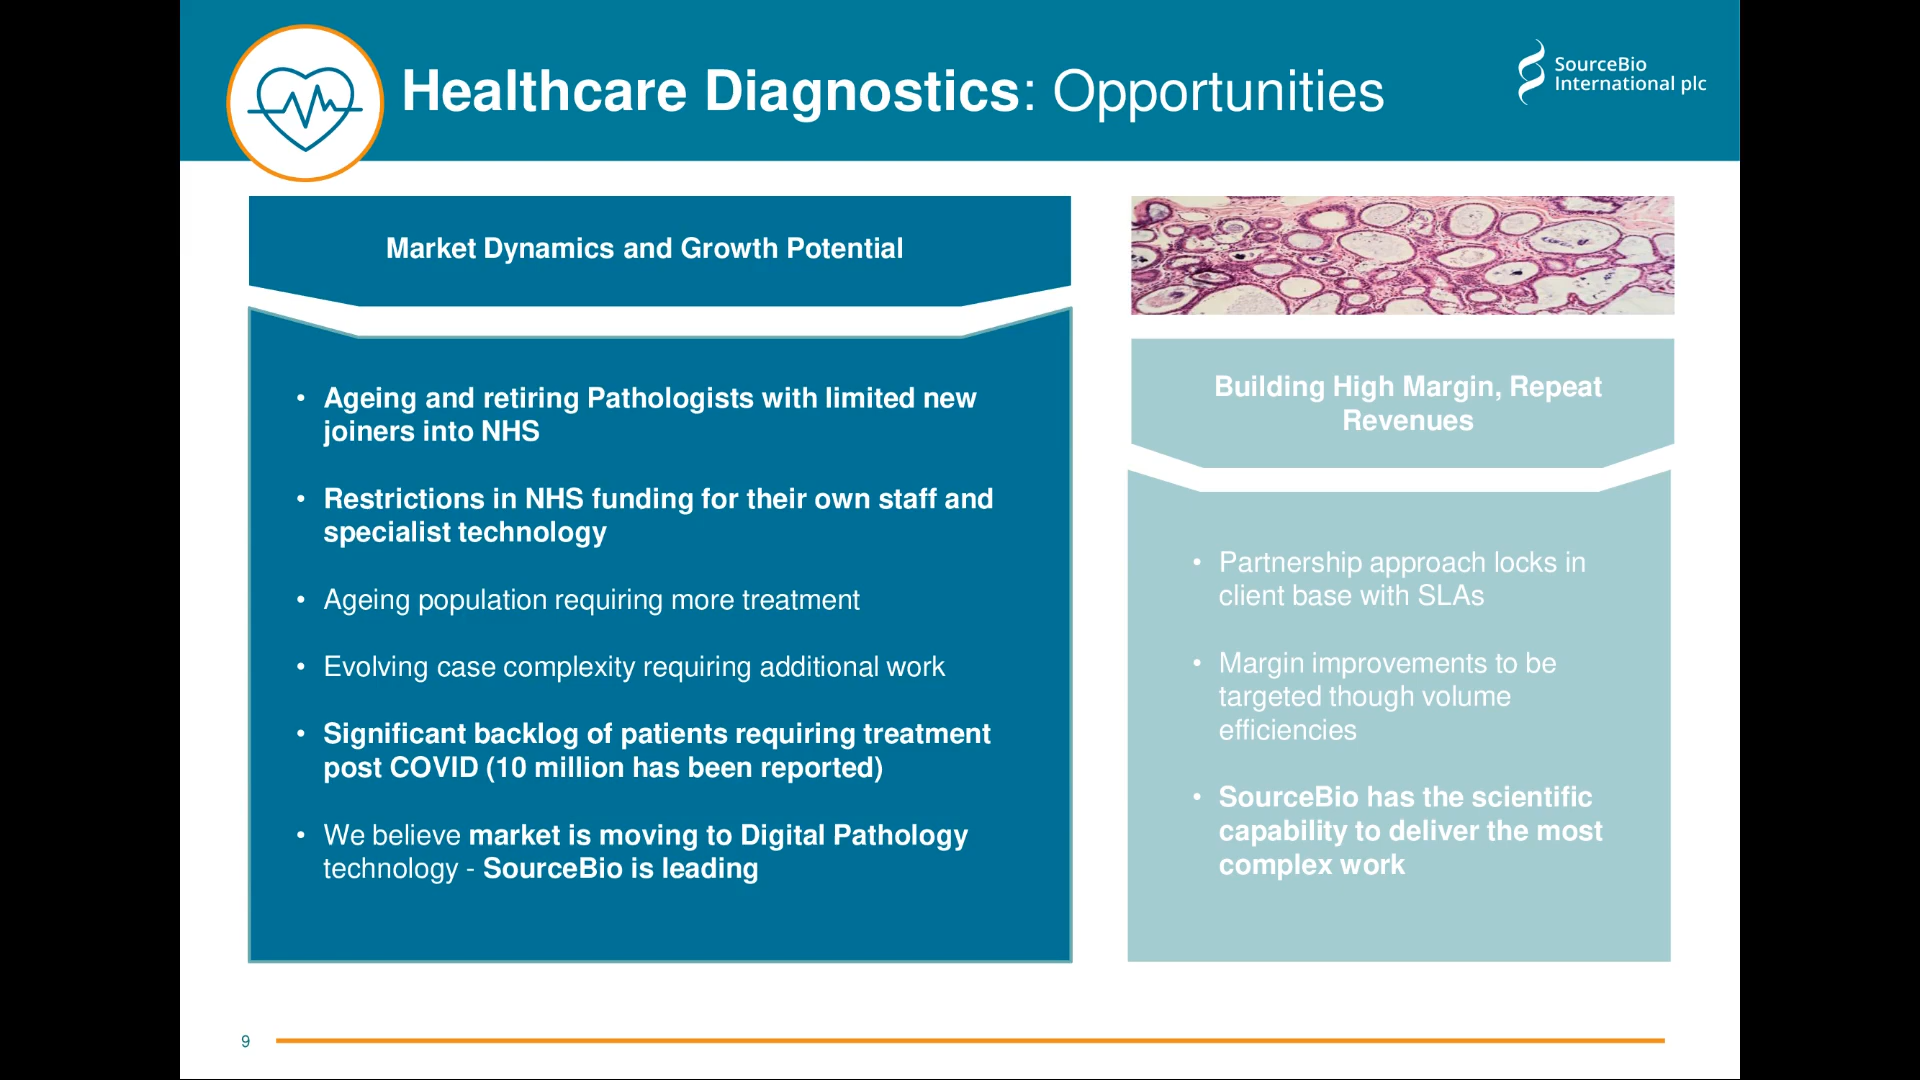 Healthcare Diagnostics: Opportunities
SourceBio
International plc
Market Dynamics and Growth Potential
• Ageing and retiring Pathologists with limited new
joiners into NHS
• Restrictions in NHS funding for their own staff and
specialist technology
• Ageing population requiring more treatment
• Evolving case complexity requiring additional work
• Significant backlog of patients requiring treatment
post COVID (10 million has been reported)
• We believe market is moving to Digital Pathology
technology - SourceBio is leading
Building High Margin, Repeat
Revenues
• Partnership approach locks in
client base with SLAs
• Margin improvements to be
targeted though volume
efficiencies
• SourceBio has the scientific
capability to deliver the most
complex work
9